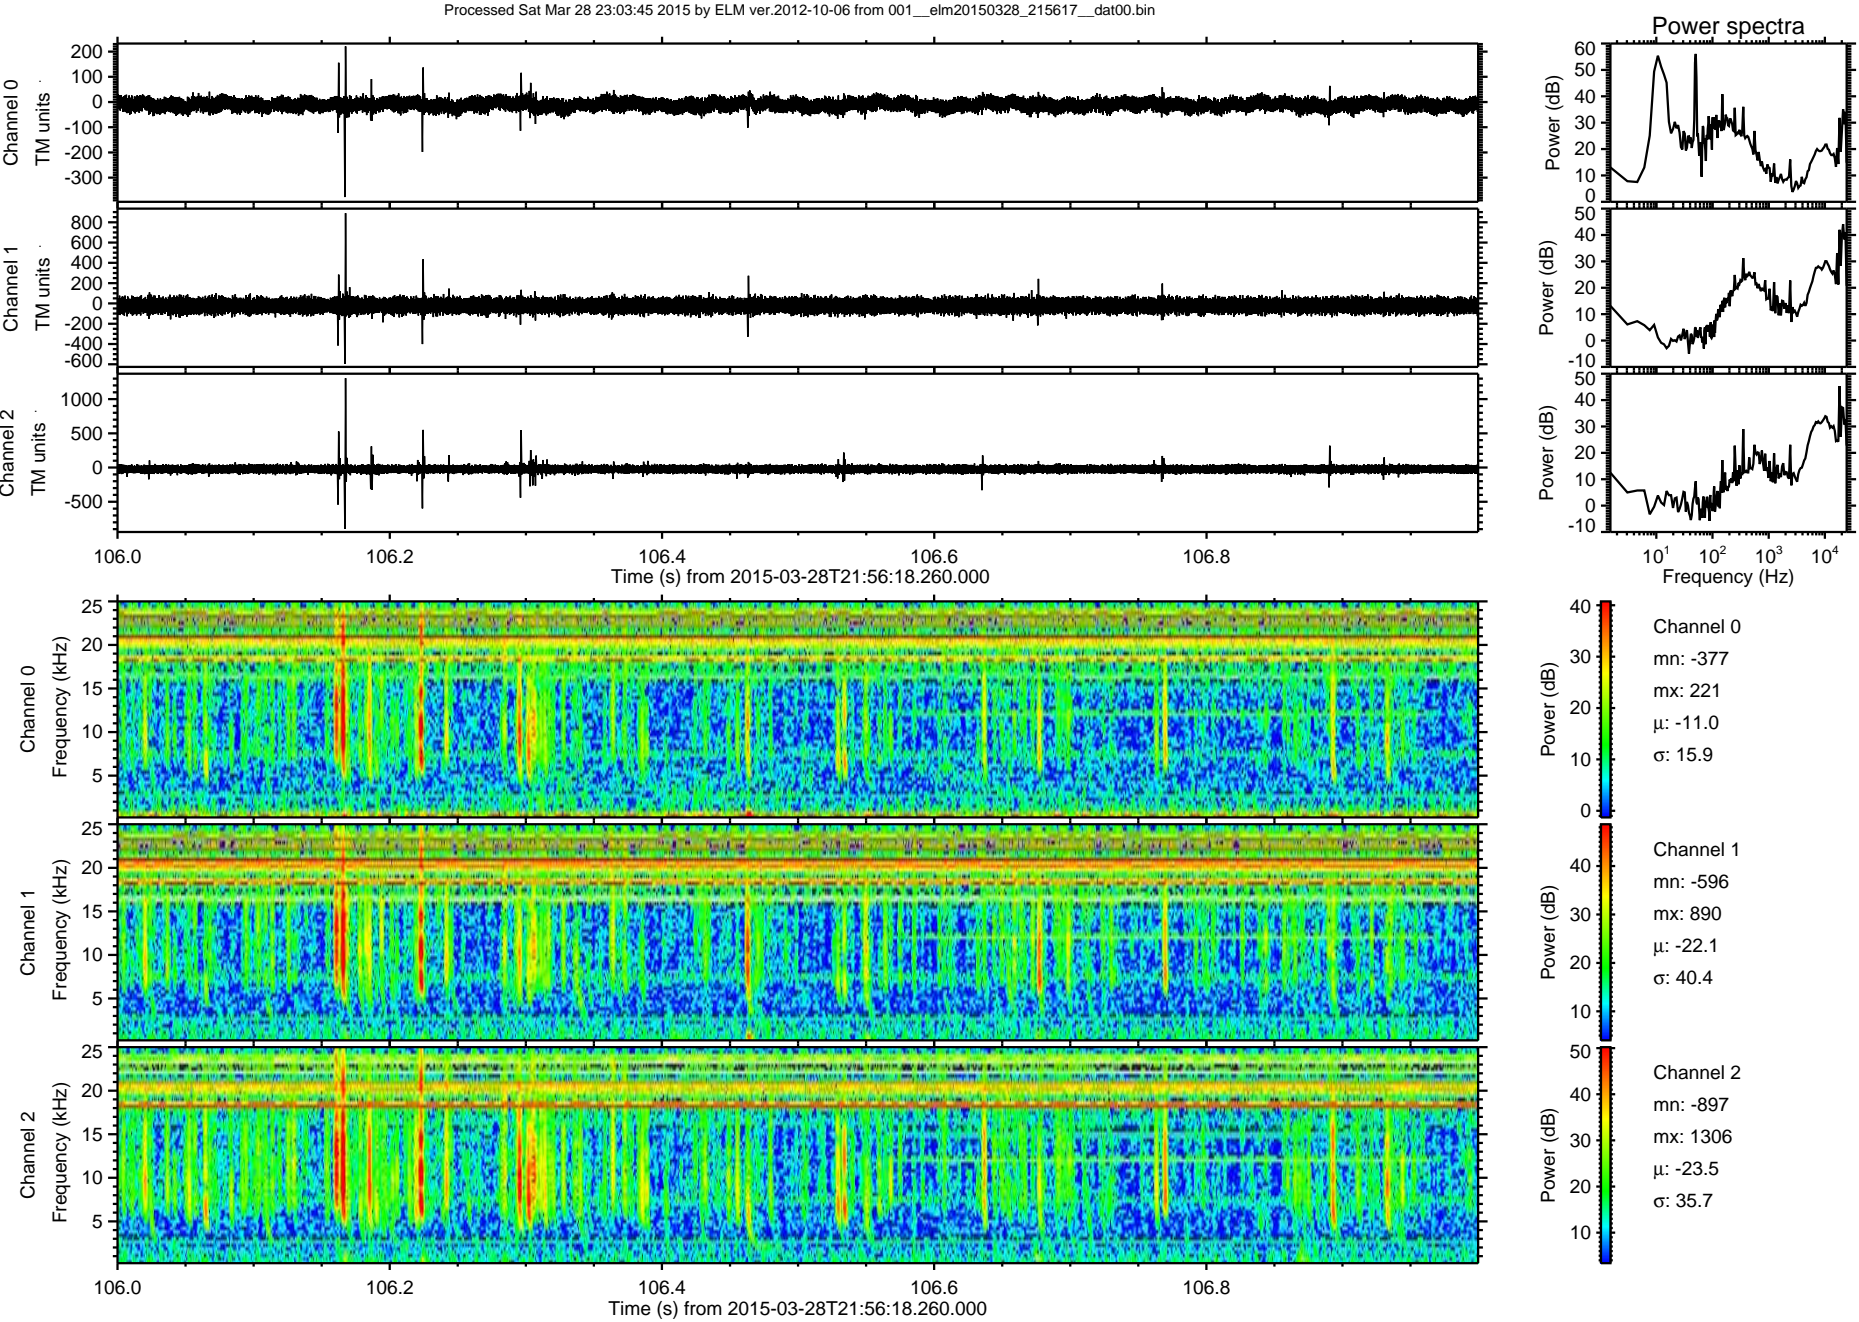 Processed Sat Mar 28 23:03:45 2015 by ELM ver.2012-10-06 from 001__elm20150328_215617__dat00.bin
Power spectra
Channel 0
TM units
200
100
0
-100
-200
-300
Power (dB)
60
50
40
30
20
10
0
Channel 1
TM units
800
600
400
200
0
-200
-400
-600
Power (dB)
50
40
30
20
10
0
-10
Channel 2
TM units
1000
500
0
-500
Power (dB)
50
40
30
20
10
0
-10
106.0 106.2 106.4 106.6 106.8
Time (s) from 2015-03-28T21:56:18.260.000
10^1 10^2 10^3 10^4
Frequency (Hz)
Channel 0
Frequency (kHz)
25
20
15
10
5
Power (dB)
40
30
20
10
0
Channel 0
mn: -377
mx: 221
μ: -11.0
σ: 15.9
Channel 1
Frequency (kHz)
25
20
15
10
5
Power (dB)
40
30
20
10
Channel 1
mn: -596
mx: 890
μ: -22.1
σ: 40.4
Channel 2
Frequency (kHz)
25
20
15
10
5
Power (dB)
50
40
30
20
10
Channel 2
mn: -897
mx: 1306
μ: -23.5
σ: 35.7
106.0 106.2 106.4 106.6 106.8
Time (s) from 2015-03-28T21:56:18.260.000